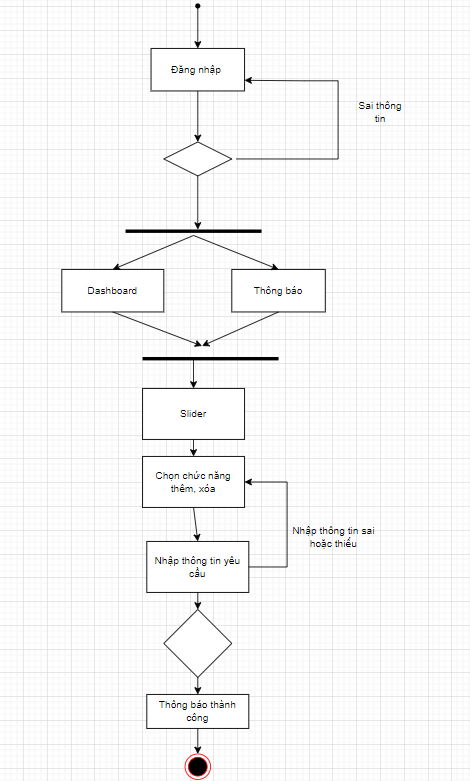 Đăng nhập
Sai thông
tin
Dashboard
Thông báo
Slider
Chọn chức năng
thêm, xóa
Nhập thông tin sai
hoặc thiếu
Nhập thông tin yêu
cầu
Thông báo thành
công